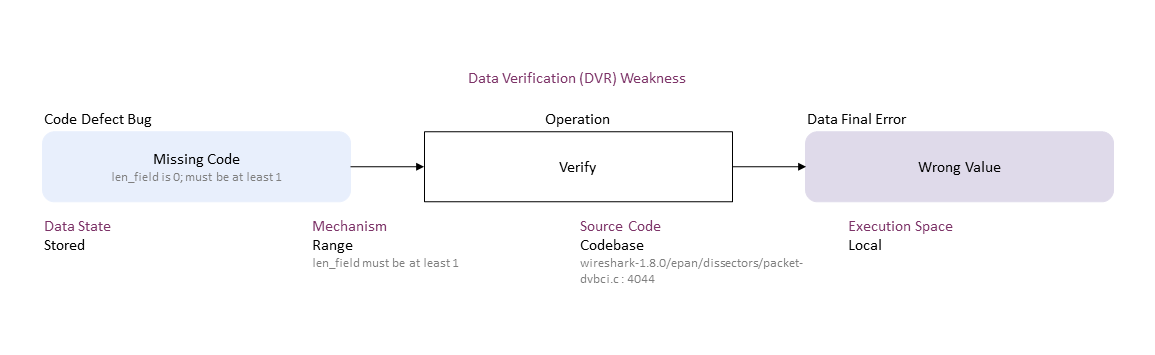 Data Verification (DVR) Weakness
Code Defect Bug
Operation
Data Final Error
Missing Code
len_field is 0; must be at least 1
Verify
Wrong Value
Data State
Stored
Mechanism
Range
len_field must be at least 1
Source Code
Codebase
wireshark-1.8.0/epan/dissectors/packet-
dvbci.c : 4044
Execution Space
Local